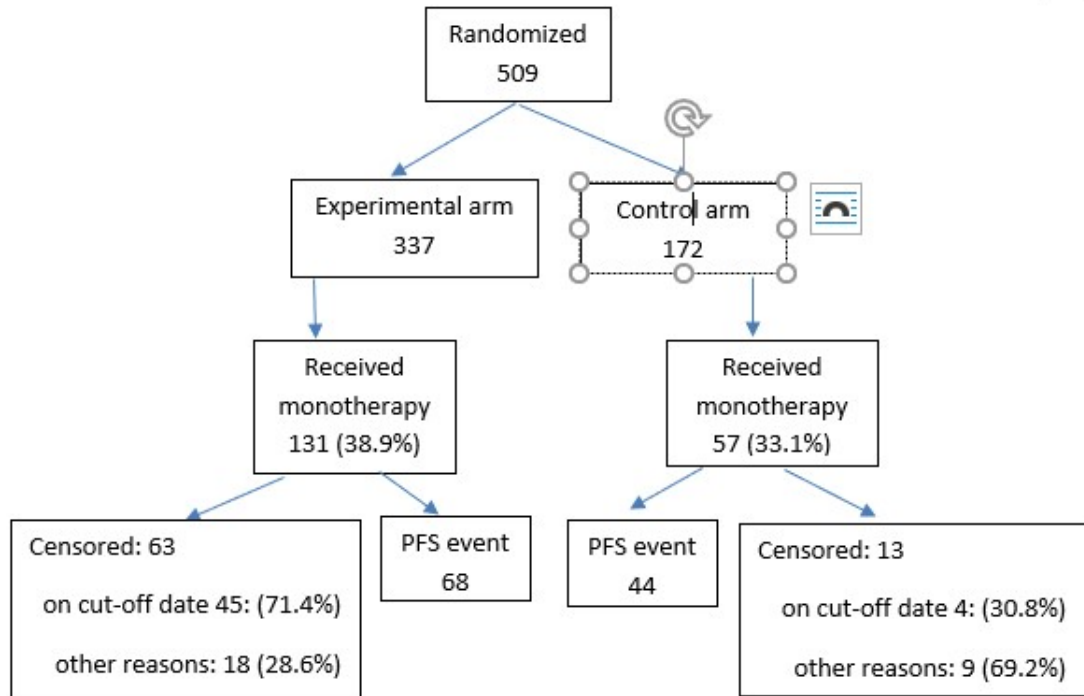 Randomized
509
Experimental arm
337
Control arm
172
Received
monotherapy
131 (38.9%)
Received
monotherapy
57 (33.1%)
Censored: 63
on cut-off date 45: (71.4%)
other reasons: 18 (28.6%)
PFS event
68
PFS event
44
Censored: 13
on cut-off date 4: (30.8%)
other reasons: 9 (69.2%)